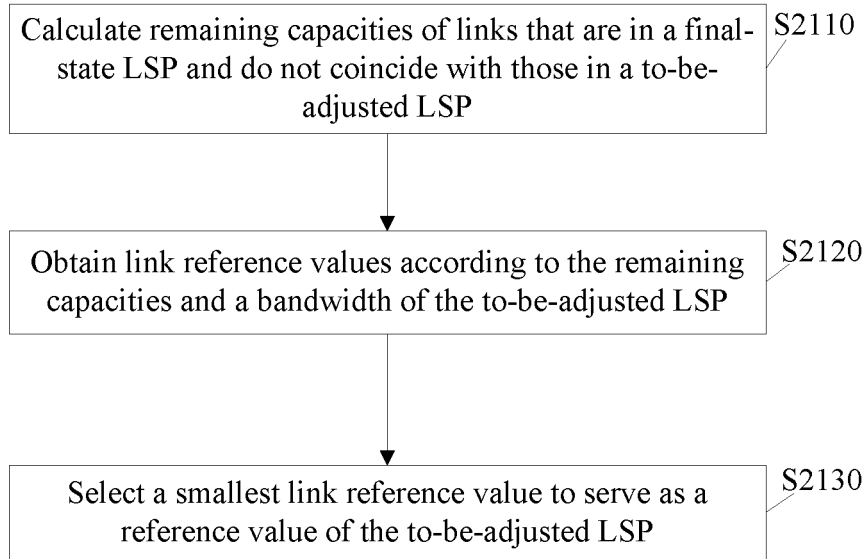 Calculate remaining capacities of links that are in a final-
state LSP and do not coincide with those in a to-be-
adjusted LSP
S2110
Obtain link reference values according to the remaining
capacities and a bandwidth of the to-be-adjusted LSP
S2120
Select a smallest link reference value to serve as a
reference value of the to-be-adjusted LSP
S2130